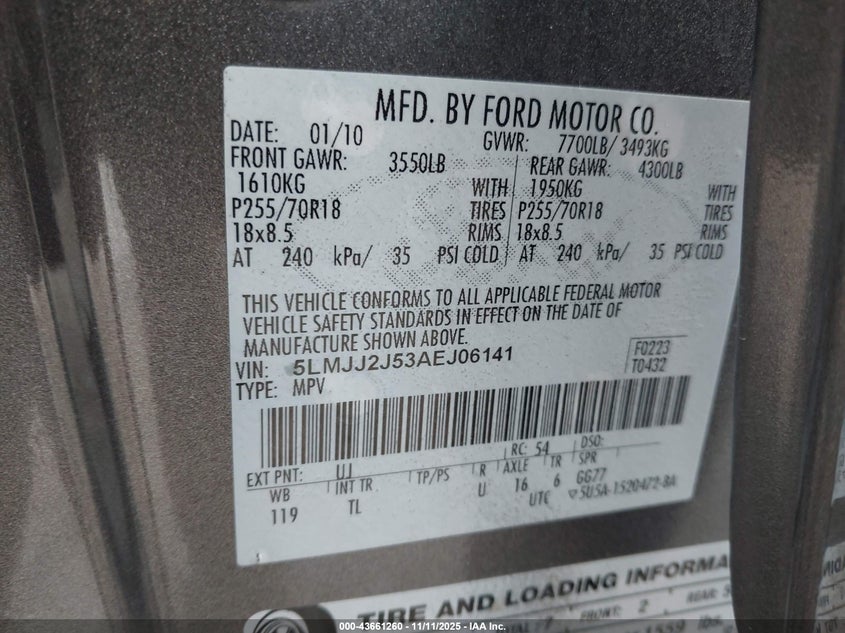 MFD. BY FORD MOTOR CO.
DATE: 01/10 GVWR: 7700LB/ 3493KG
FRONT GAWR: 3550LB REAR GAWR: 4300LB
1610KG WITH 1950KG WITH
P255/70R18 TIRES P255/70R18 TIRES
18x8.5 RIMS 18x8.5 RIMS
AT 240 kPa/ 35 PSI COLD AT 240 kPa/ 35 PSI COLD
THIS VEHICLE CONFORMS TO ALL APPLICABLE FEDERAL MOTOR
VEHICLE SAFETY STANDARDS IN EFFECT ON THE DATE OF
MANUFACTURE SHOWN ABOVE.
VIN: 5LMJJ2J53AEJ06141 F0223
TYPE: MPV T0432
EXT PNT: UJ RC: 54 DSO:
WB INT TR TP/PS R AXLE TR SPR
119 TL U 16 6 GG77
UTC ▽5U5A-1520472-BA
TIRE AND LOADING INFORMA
FRONT: 2
© 000-43661260 - 11/11/2025 - IAA Inc.